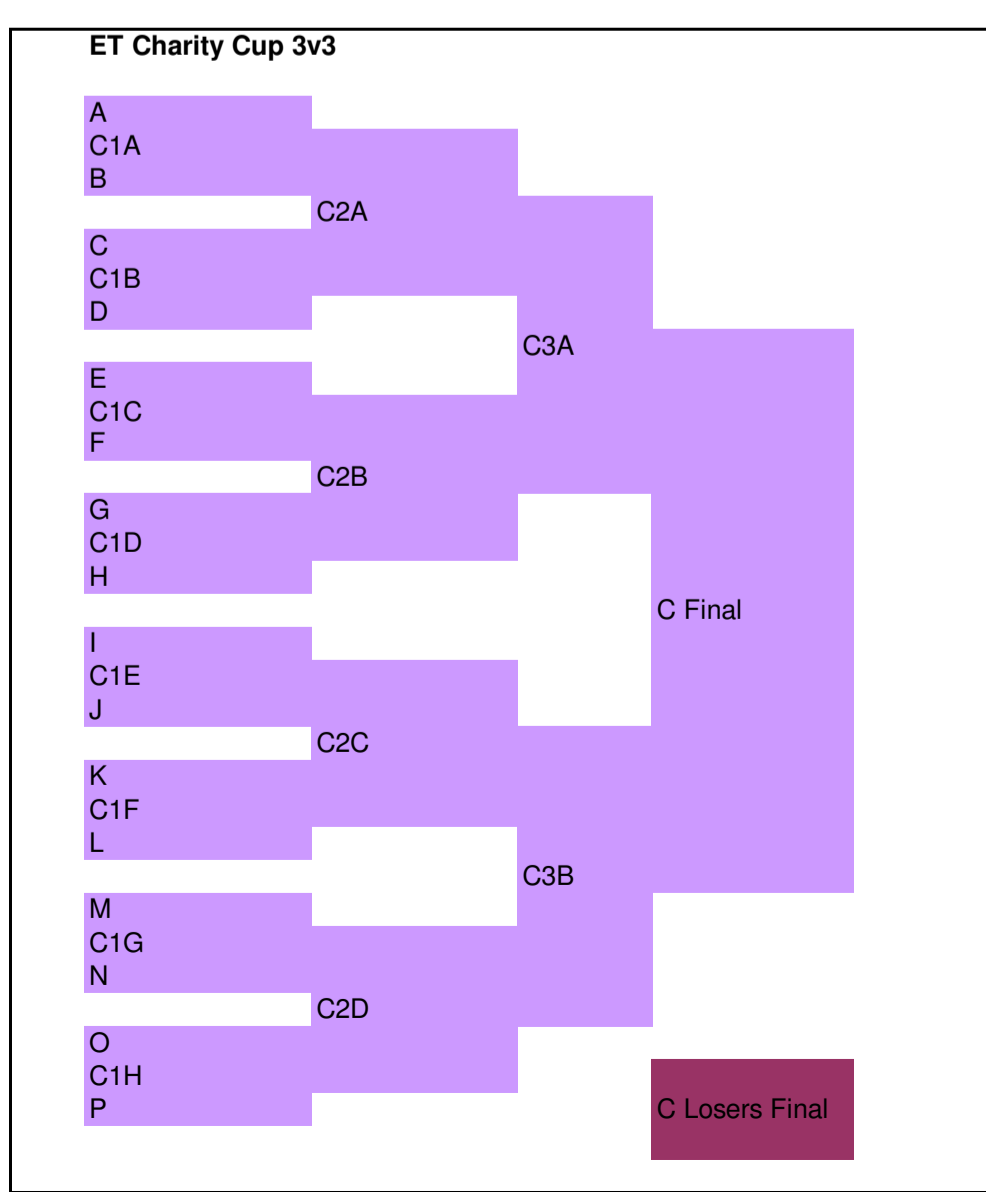 ET Charity Cup 3v3
A
C1A
B
C2A
C
C1B
D
C3A
E
C1C
F
C2B
G
C1D
H
C Final
I
C1E
J
C2C
K
C1F
L
C3B
M
C1G
N
C2D
O
C1H
P
C Losers Final